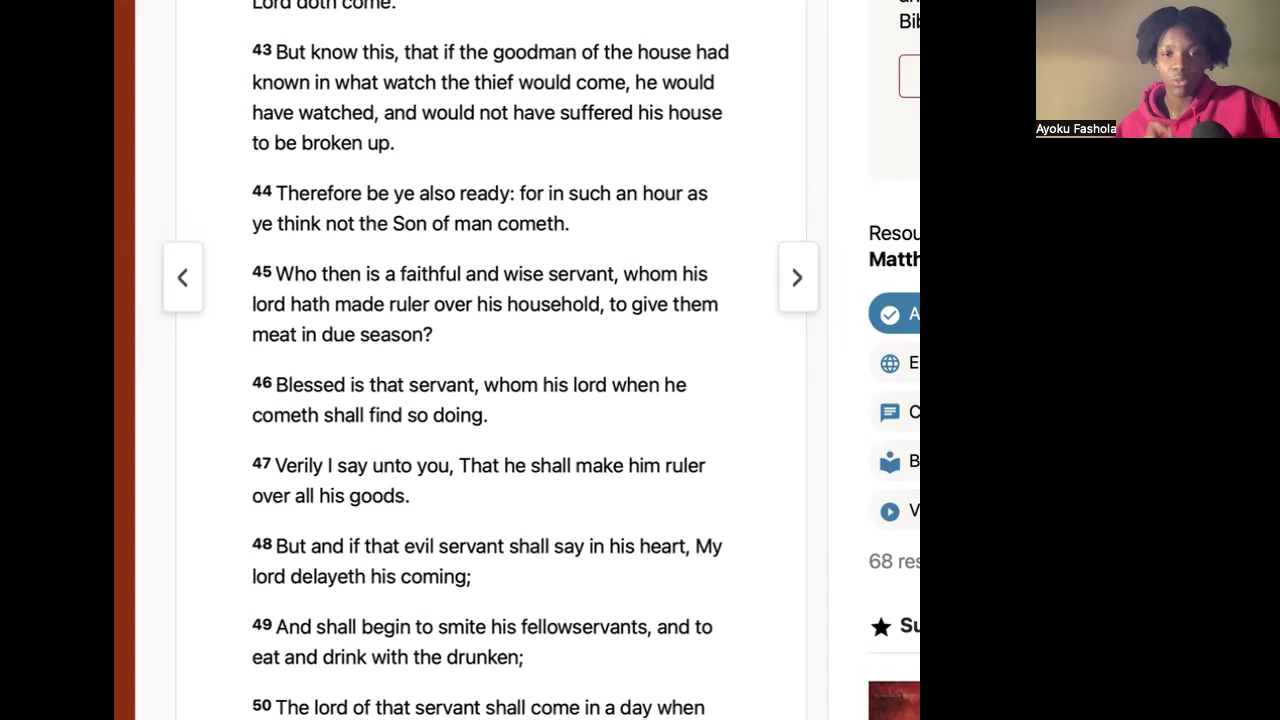 Lord doth come.
43 But know this, that if the goodman of the house had
known in what watch the thief would come, he would
have watched, and would not have suffered his house
to be broken up.
44 Therefore be ye also ready: for in such an hour as
ye think not the Son of man cometh.
45 Who then is a faithful and wise servant, whom his
lord hath made ruler over his household, to give them
meat in due season?
46 Blessed is that servant, whom his lord when he
cometh shall find so doing.
47 Verily I say unto you, That he shall make him ruler
over all his goods.
48 But and if that evil servant shall say in his heart, My
lord delayeth his coming;
49 And shall begin to smite his fellowservants, and to
eat and drink with the drunken;
50 The lord of that servant shall come in a day when
Bib
Resou
Matth
A
E
C
B
V
68 res
Su
Ayoku Fashola